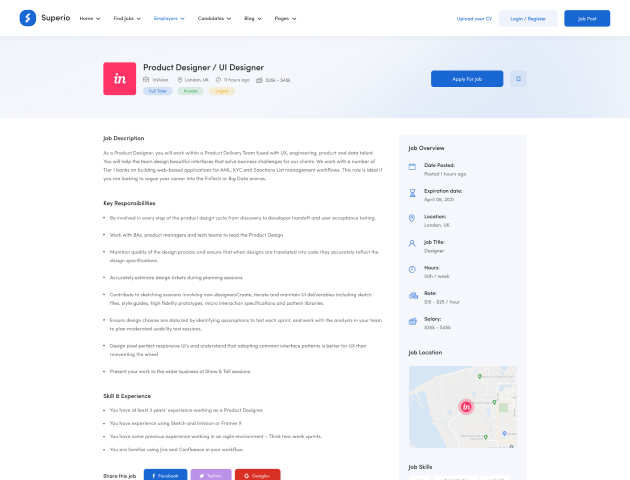 Superio
Home Find Jobs Employers Candidates Blog Pages
Upload your CV
Login / Register
Job Post
in
Product Designer / UI Designer
InVision London, UK 11 hours ago $35k - $45k
Full Time Private Urgent
Apply For Job
Job Description
As a Product Designer, you will work within a Product Delivery Team fused with UX, engineering, product and data talent.
You will help the team design beautiful interfaces that solve business challenges for our clients. We work with a number of
Tier 1 banks on building web-based applications for AML, KYC and Sanctions List management workflows. This role is ideal if
you are looking to segue your career into the FinTech or Big Data arenas.
Key Responsibilities
Be involved in every step of the product design cycle from discovery to developer handoff and user acceptance testing.
Work with BAs, product managers and tech teams to lead the Product Design
Maintain quality of the design process and ensure that when designs are translated into code they accurately reflect the
design specifications.
Accurately estimate design tickets during planning sessions.
Contribute to sketching sessions involving non-designersCreate, iterate and maintain UI deliverables including sketch
files, style guides, high fidelity prototypes, micro interaction specifications and pattern libraries.
Ensure design choices are data led by identifying assumptions to test each sprint, and work with the analysts in your team
to plan moderated usability test sessions.
Design pixel perfect responsive UI's and understand that adopting common interface patterns is better for UX than
reinventing the wheel
Present your work to the wider business at Show & Tell sessions.
Skill & Experience
You have at least 3 years' experience working as a Product Designer.
You have experience using Sketch and InVision or Framer X
You have some previous experience working in an agile environment – Think two-week sprints.
You are familiar using Jira and Confluence in your workflow
Share this job
Facebook
Twitter
Google+
Job Overview
Date Posted:
Posted 1 hours ago
Expiration date:
April 06, 2021
Location:
London, UK
Job Title:
Designer
Hours:
50h / week
Rate:
$15 - $25 / hour
Salary:
$35k - $45k
Job Location
in
Job Skills